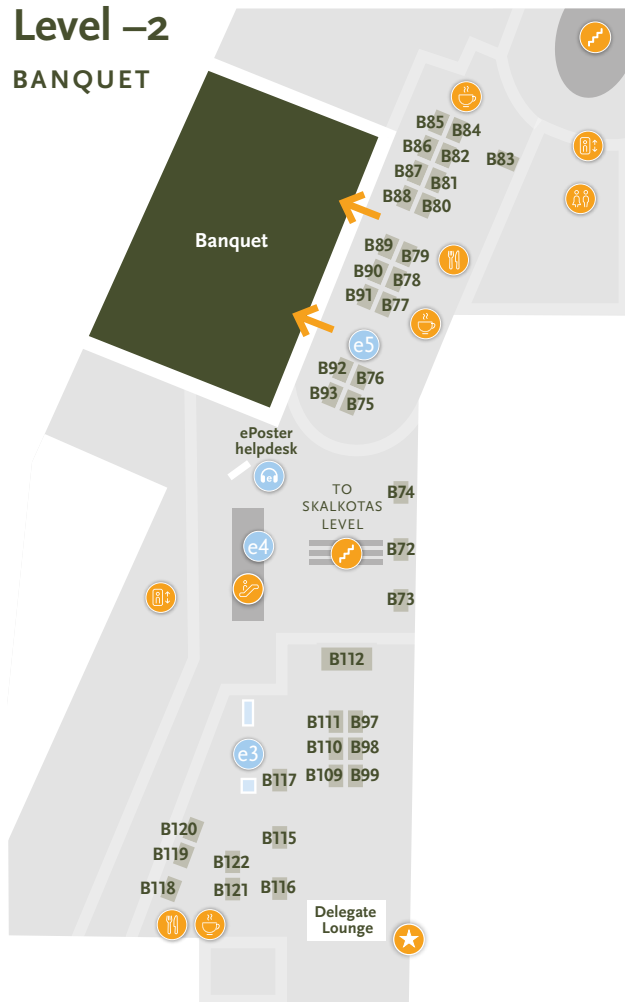 Level –2
BANQUET
B85
B84
B86
B82
B83
B87
B81
B88
B80
Banquet
B89
B79
B90
B78
B91
B77
e5
B92
B76
B93
B75
ePoster
helpdesk
e
TO
SKALKOTAS
LEVEL
B74
e4
B72
B73
B112
B111
B97
B110
B98
e3
B109
B99
B117
B120
B115
B119
B122
B118
B121
B116
Delegate
Lounge